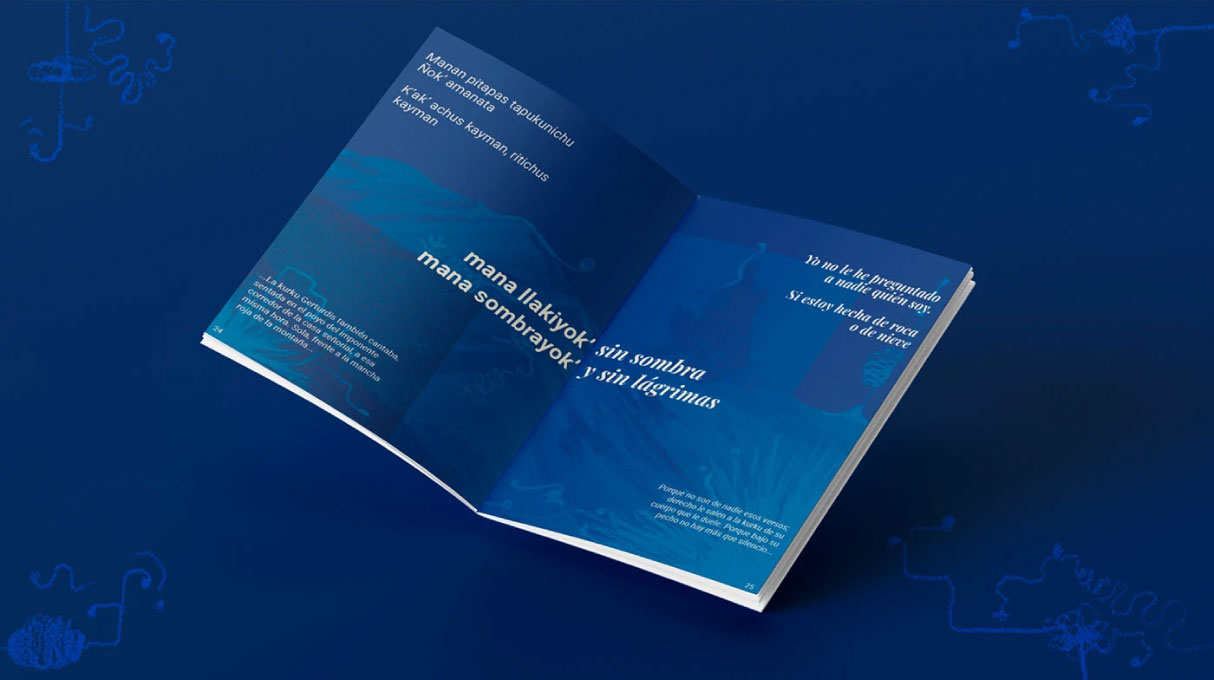 Manan pitapas tapukunichu
Ñok' amanata
K'ak' achus kayman, ritichus
kayman
mana llakiyok'
mana sombrayok'
...La kurku Gerturdis también cantaba,
sentada en el poyo del imponente
corredor de la casa señorial, a esa
misma hora. Sola, frente a la mancha
roja de la montaña...
24
Yo no le he preguntado
a nadie quién soy.
Si estoy hecha de roca
o de nieve
sin sombra
y sin lágrimas
Porque no son de nadie esos versos;
derecho le salen a la kurku de su
cuerpo que le duele. Porque bajo su
pecho no hay más que silencio...
25